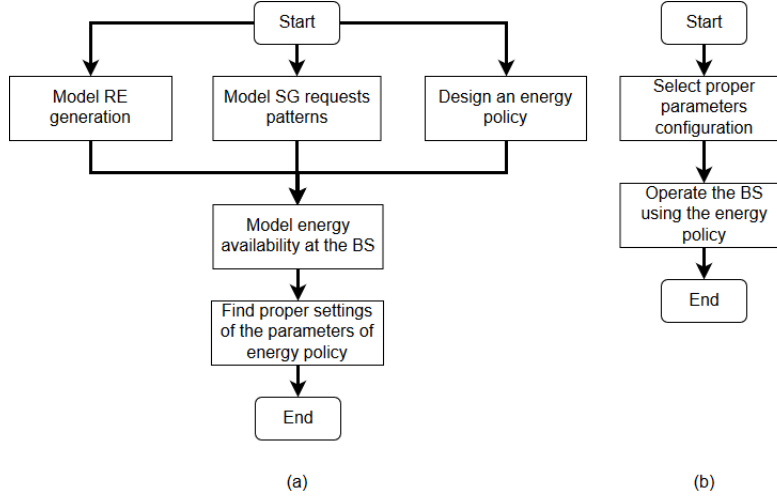 Start
Model RE
generation
Model SG requests
patterns
Design an energy
policy
Model energy
availability at the BS
Find proper settings
of the parameters of
energy policy
End
(a)
Start
Select proper
parameters
configuration
Operate the BS
using the energy
policy
End
(b)